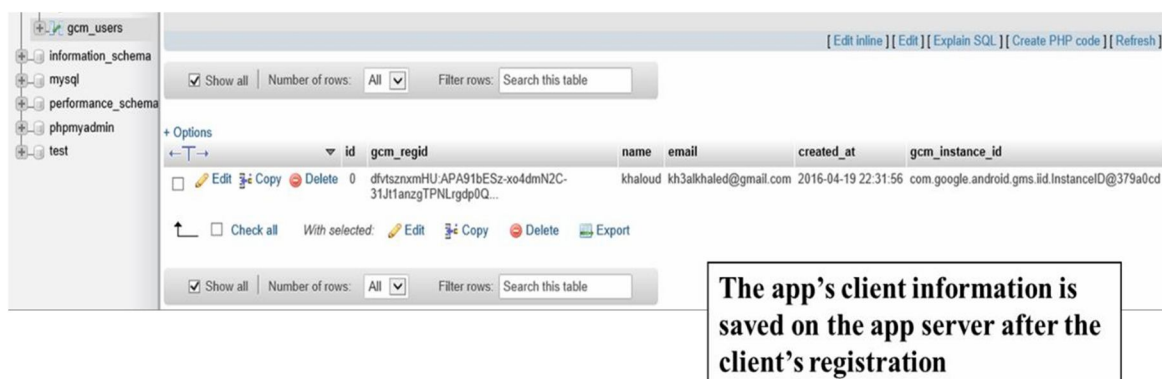 gcm_users
information_schema
mysql
performance_schema
phpmyadmin
test
[ Edit inline ] [ Edit ] [ Explain SQL ] [ Create PHP code ] [ Refresh ]
Show all Number of rows: All Filter rows: Search this table
+ Options
←T→ id gcm_regid name email created_at gcm_instance_id
Edit Copy Delete 0 dfvtsznxmHU:APA91bESz-xo4dmN2C- khaloud kh3alkhaled@gmail.com 2016-04-19 22:31:56 com.google.android.gms.iid.InstanceID@379a0cd
31Jt1anzgTPNLrgdp0Q...
Check all With selected: Edit Copy Delete Export
Show all Number of rows: All Filter rows: Search this table
The app's client information is
saved on the app server after the
client's registration